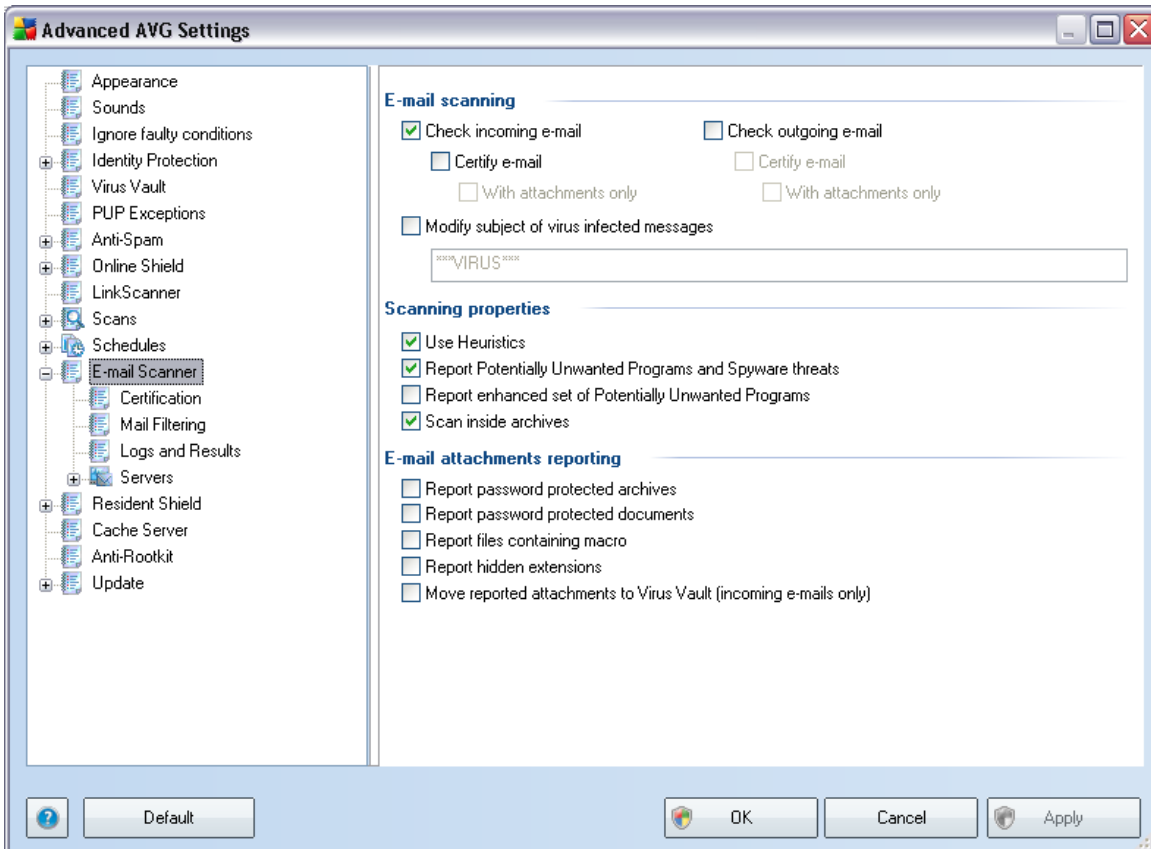 Advanced AVG Settings
Appearance
Sounds
Ignore faulty conditions
Identity Protection
Virus Vault
PUP Exceptions
Anti-Spam
Online Shield
LinkScanner
Scans
Schedules
E-mail Scanner
Certification
Mail Filtering
Logs and Results
Servers
Resident Shield
Cache Server
Anti-Rootkit
Update
E-mail scanning
Check incoming e-mail
Check outgoing e-mail
Certify e-mail
Certify e-mail
With attachments only
With attachments only
Modify subject of virus infected messages
***VIRUS***
Scanning properties
Use Heuristics
Report Potentially Unwanted Programs and Spyware threats
Report enhanced set of Potentially Unwanted Programs
Scan inside archives
E-mail attachments reporting
Report password protected archives
Report password protected documents
Report files containing macro
Report hidden extensions
Move reported attachments to Virus Vault (incoming e-mails only)
?
Default
OK
Cancel
Apply